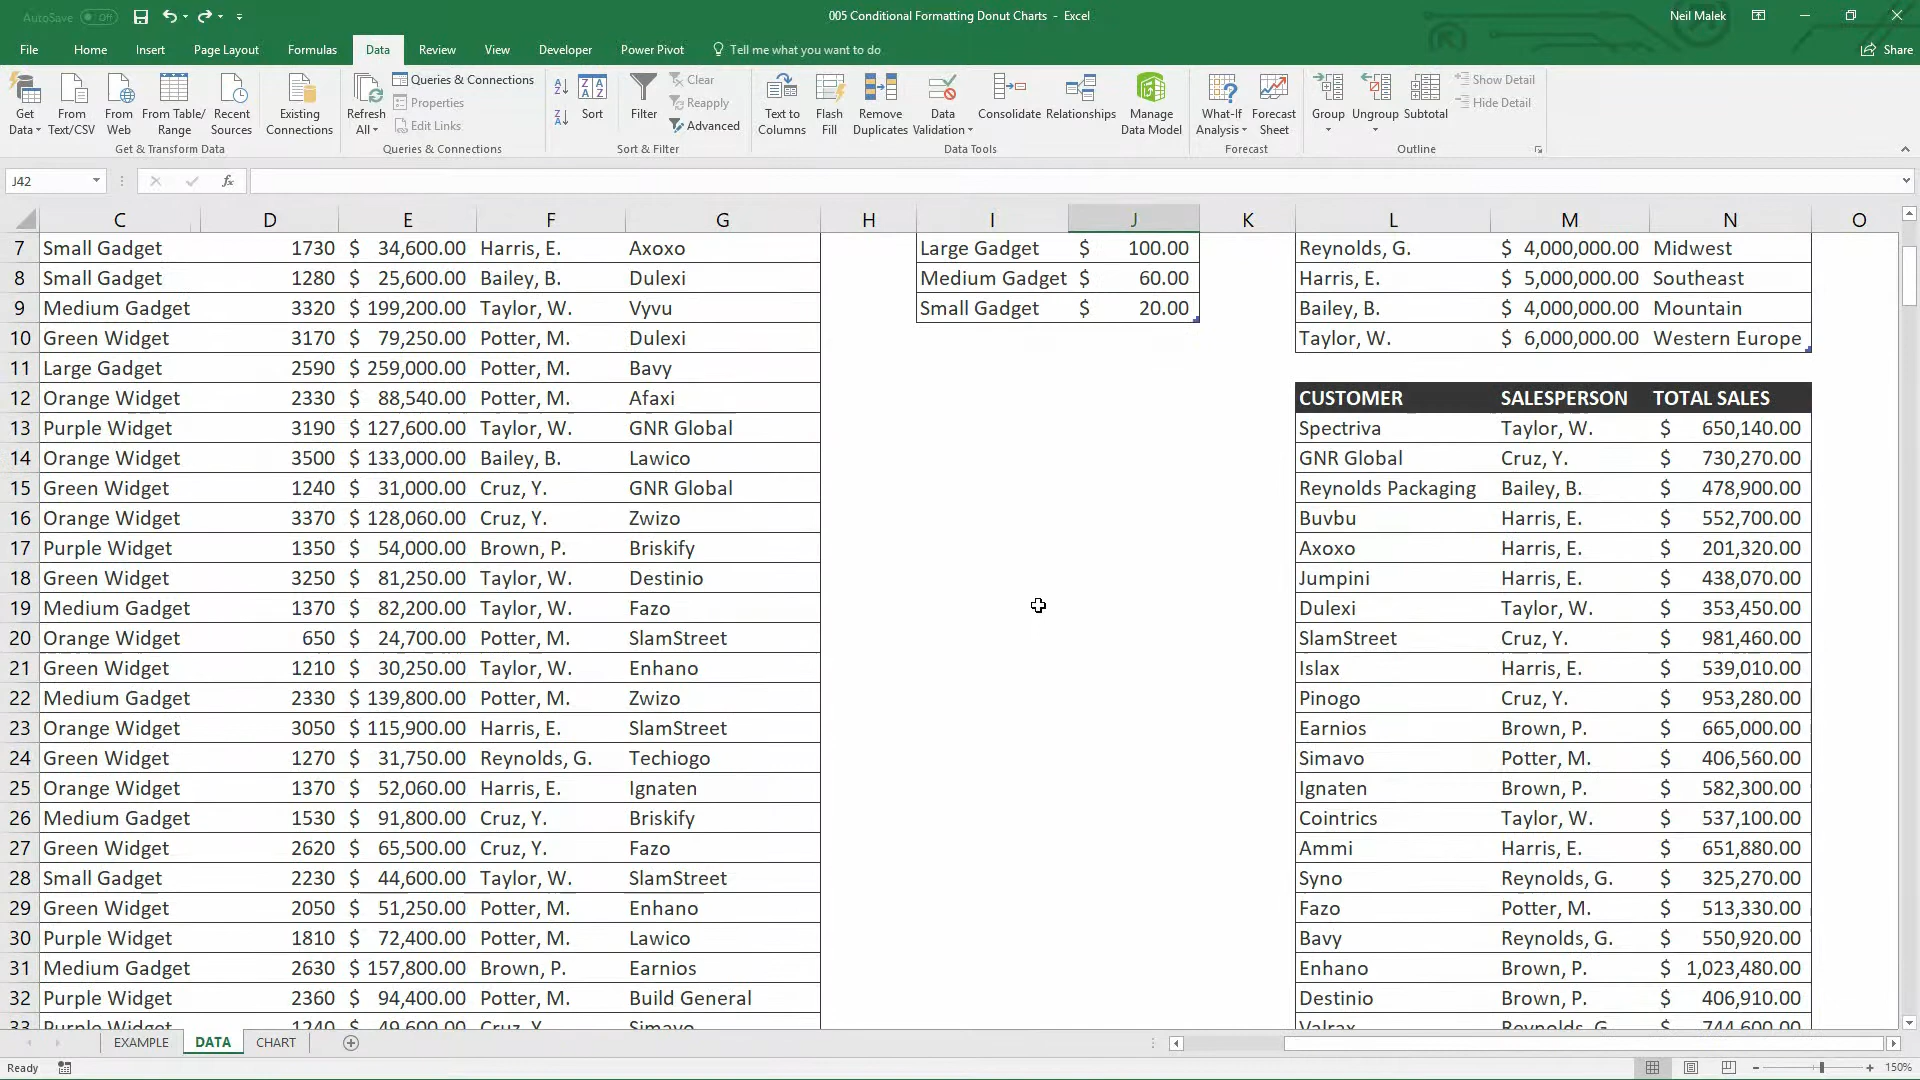 AutoSave Off
005 Conditional Formatting Donut Charts - Excel
Neil Malek
File Home Insert Page Layout Formulas Data Review View Developer Power Pivot Tell me what you want to do Share
Get Data From Text/CSV From Web From Table/ Range Recent Sources Existing Connections
Get & Transform Data
Refresh All Queries & Connections Properties Edit Links
Queries & Connections
Sort Filter Clear Reapply Advanced
Sort & Filter
Text to Columns Flash Fill Remove Duplicates Data Validation Consolidate Relationships Manage Data Model
Data Tools
What-If Analysis Forecast Sheet
Forecast
Group Ungroup Subtotal Show Detail Hide Detail
Outline
J42 fx
C D E F G H I J K L M N O
7 Small Gadget 1730 $ 34,600.00 Harris, E. Axoxo Large Gadget $ 100.00 Reynolds, G. $ 4,000,000.00 Midwest
8 Small Gadget 1280 $ 25,600.00 Bailey, B. Dulexi Medium Gadget $ 60.00 Harris, E. $ 5,000,000.00 Southeast
9 Medium Gadget 3320 $ 199,200.00 Taylor, W. Vyvu Small Gadget $ 20.00 Bailey, B. $ 4,000,000.00 Mountain
10 Green Widget 3170 $ 79,250.00 Potter, M. Dulexi Taylor, W. $ 6,000,000.00 Western Europe
11 Large Gadget 2590 $ 259,000.00 Potter, M. Bavy
12 Orange Widget 2330 $ 88,540.00 Potter, M. Afaxi CUSTOMER SALESPERSON TOTAL SALES
13 Purple Widget 3190 $ 127,600.00 Taylor, W. GNR Global Spectriva Taylor, W. $ 650,140.00
14 Orange Widget 3500 $ 133,000.00 Bailey, B. Lawico GNR Global Cruz, Y. $ 730,270.00
15 Green Widget 1240 $ 31,000.00 Cruz, Y. GNR Global Reynolds Packaging Bailey, B. $ 478,900.00
16 Orange Widget 3370 $ 128,060.00 Cruz, Y. Zwizo Buvbu Harris, E. $ 552,700.00
17 Purple Widget 1350 $ 54,000.00 Brown, P. Briskify Axoxo Harris, E. $ 201,320.00
18 Green Widget 3250 $ 81,250.00 Taylor, W. Destinio Jumpini Harris, E. $ 438,070.00
19 Medium Gadget 1370 $ 82,200.00 Taylor, W. Fazo Dulexi Taylor, W. $ 353,450.00
20 Orange Widget 650 $ 24,700.00 Potter, M. SlamStreet SlamStreet Cruz, Y. $ 981,460.00
21 Green Widget 1210 $ 30,250.00 Taylor, W. Enhano Islax Harris, E. $ 539,010.00
22 Medium Gadget 2330 $ 139,800.00 Potter, M. Zwizo Pinogo Cruz, Y. $ 953,280.00
23 Orange Widget 3050 $ 115,900.00 Harris, E. SlamStreet Earnios Brown, P. $ 665,000.00
24 Green Widget 1270 $ 31,750.00 Reynolds, G. Techiogo Simavo Potter, M. $ 406,560.00
25 Orange Widget 1370 $ 52,060.00 Harris, E. Ignaten Ignaten Brown, P. $ 582,300.00
26 Medium Gadget 1530 $ 91,800.00 Cruz, Y. Briskify Cointrics Taylor, W. $ 537,100.00
27 Green Widget 2620 $ 65,500.00 Cruz, Y. Fazo Ammi Harris, E. $ 651,880.00
28 Small Gadget 2230 $ 44,600.00 Taylor, W. SlamStreet Syno Reynolds, G. $ 325,270.00
29 Green Widget 2050 $ 51,250.00 Potter, M. Enhano Fazo Potter, M. $ 513,330.00
30 Purple Widget 1810 $ 72,400.00 Potter, M. Lawico Bavy Reynolds, G. $ 550,920.00
31 Medium Gadget 2630 $ 157,800.00 Brown, P. Earnios Enhano Brown, P. $ 1,023,480.00
32 Purple Widget 2360 $ 94,400.00 Potter, M. Build General Destinio Brown, P. $ 406,910.00
33 Purple Widget 1240 $ 49,600.00 Cruz, Y. Simavo Valrax Reynolds, G. $ 744,600.00
EXAMPLE DATA CHART
Ready 150%